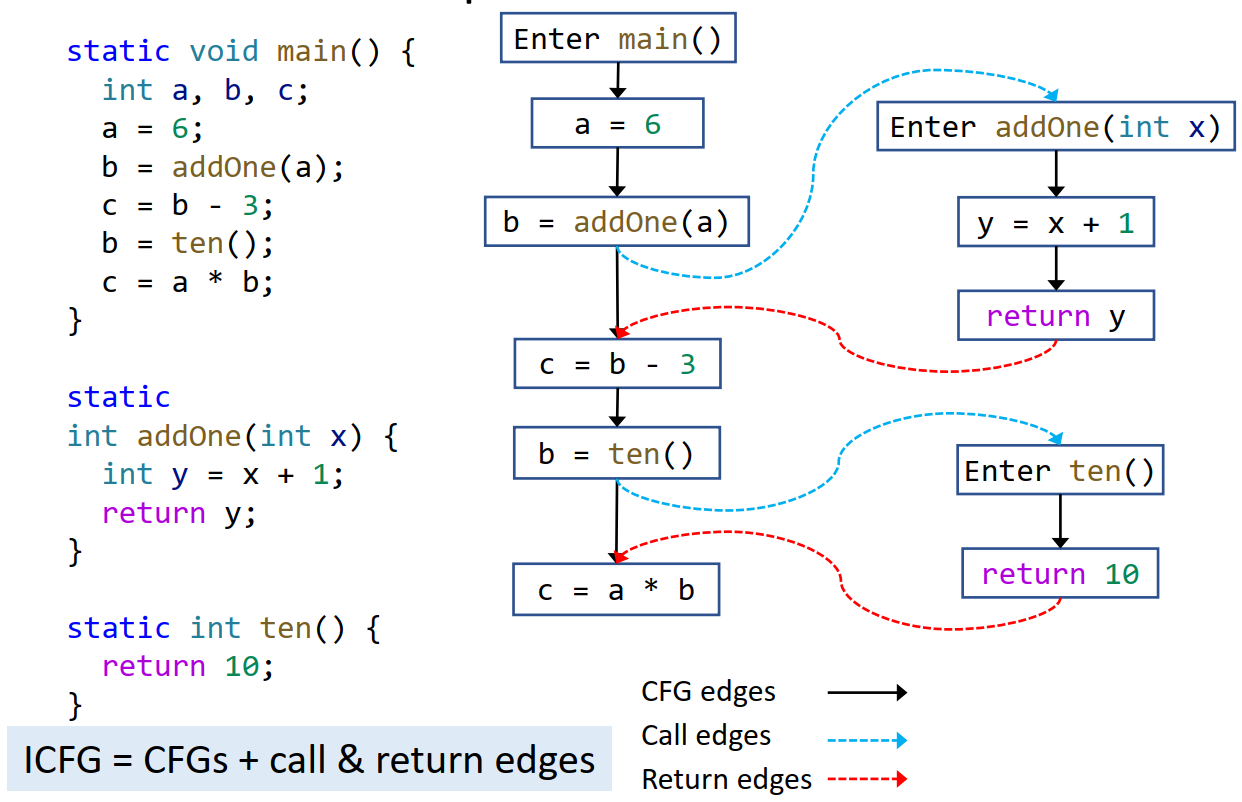 static void main() {
int a, b, c;
a = 6;
b = addOne(a);
c = b - 3;
b = ten();
c = a * b;
}
static
int addOne(int x) {
int y = x + 1;
return y;
}
static int ten() {
return 10;
}
ICFG = CFGs + call & return edges
Enter main()
a = 6
b = addOne(a)
c = b - 3
b = ten()
c = a * b
Enter addOne(int x)
y = x + 1
return y
Enter ten()
return 10
CFG edges
Call edges
Return edges